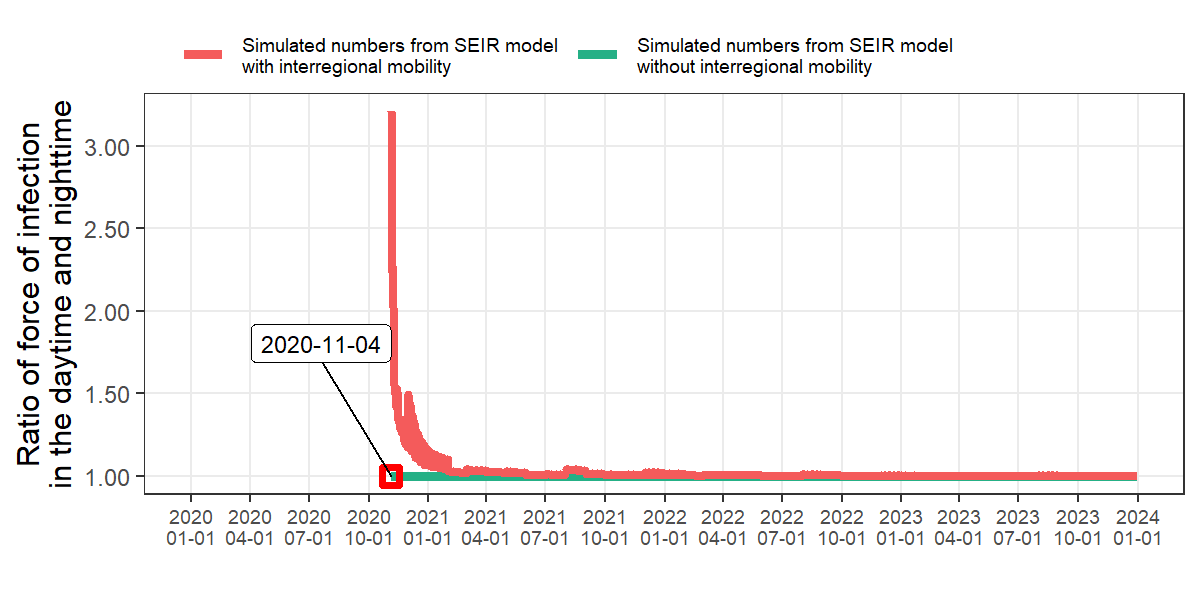 Simulated numbers from SEIR model
with interregional mobility
Simulated numbers from SEIR model
without interregional mobility
Ratio of force of infection
in the daytime and nighttime
3.00
2.50
2.00
1.50
1.00
2020-11-04
2020 2020 2020 2020 2021 2021 2021 2021 2022 2022 2022 2022 2023 2023 2023 2023 2024
01-01 04-01 07-01 10-01 01-01 04-01 07-01 10-01 01-01 04-01 07-01 10-01 01-01 04-01 07-01 10-01 01-01